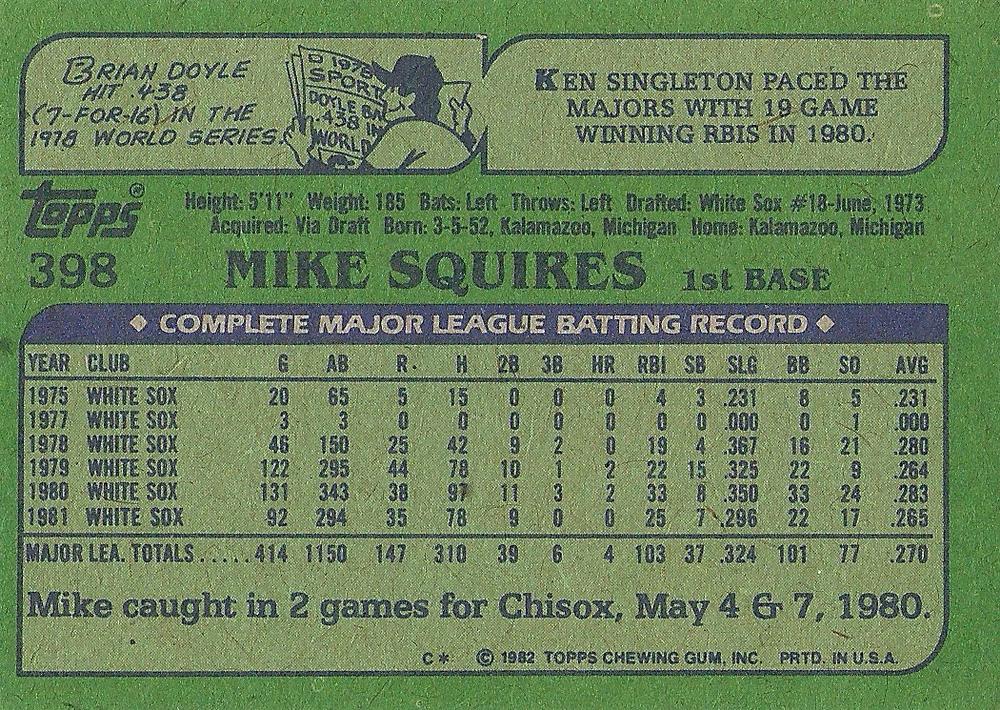 BRIAN DOYLE
HIT .438
(7-FOR-16) IN THE
1978 WORLD SERIES.
1978
SPORT
DOYLE BA
.438 IN
WORLD
KEN SINGLETON PACED THE
MAJORS WITH 19 GAME
WINNING RBIS IN 1980.
TOPPS®
Height: 5'11" Weight: 185 Bats: Left Throws: Left Drafted: White Sox #18-June, 1973
Acquired: Via Draft Born: 3-5-52, Kalamazoo, Michigan Home: Kalamazoo, Michigan
398 MIKE SQUIRES 1st BASE
◆ COMPLETE MAJOR LEAGUE BATTING RECORD ◆
YEAR CLUB G AB R H 2B 3B HR RBI SB SLG BB SO AVG
1975 WHITE SOX 20 65 5 15 0 0 0 4 3 .231 8 5 .231
1977 WHITE SOX 3 3 0 0 0 0 0 0 0 .000 0 1 .000
1978 WHITE SOX 46 150 25 42 9 2 0 19 4 .367 16 21 .280
1979 WHITE SOX 122 295 44 78 10 1 2 22 15 .325 22 9 .264
1980 WHITE SOX 131 343 38 97 11 3 2 33 8 .350 33 24 .283
1981 WHITE SOX 92 294 35 78 9 0 0 25 7 .296 22 17 .265
MAJOR LEA. TOTALS.....414 1150 147 310 39 6 4 103 37 .324 101 77 .270
Mike caught in 2 games for Chisox, May 4 & 7, 1980.
C* © 1982 TOPPS CHEWING GUM, INC. PRTD. IN U.S.A.